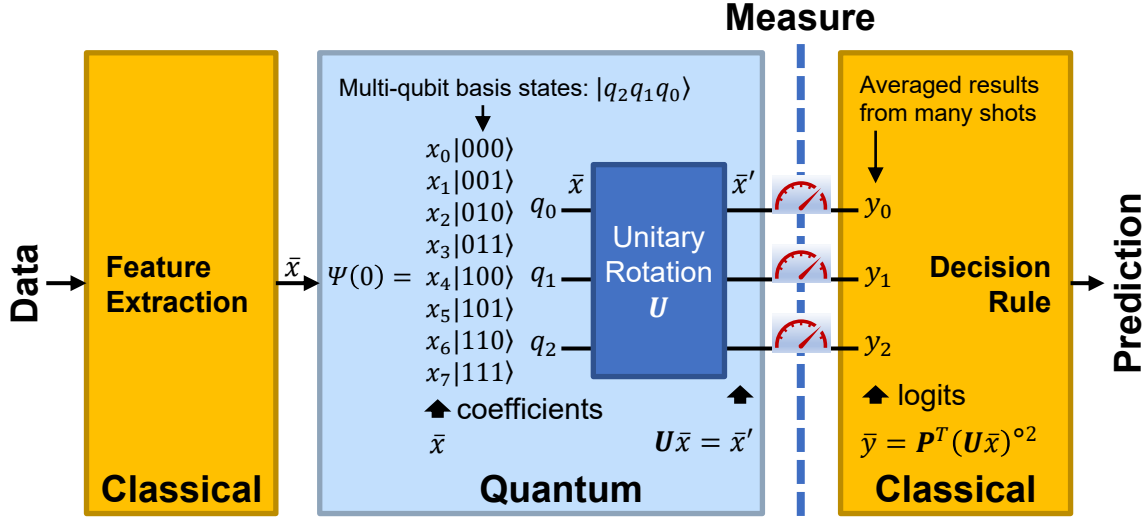 Measure
Data
Feature
Extraction
Classical
x̄
Multi-qubit basis states: |q₂q₁q₀⟩
Ψ(0) =
x₀|000⟩
x₁|001⟩
x₂|010⟩
x₃|011⟩
x₄|100⟩
x₅|101⟩
x₆|110⟩
x₇|111⟩
coefficients
x̄
q₀
q₁
q₂
x̄
Unitary
Rotation
U
x̄′
Ux̄ = x̄′
Quantum
Averaged results
from many shots
y₀
y₁
y₂
Decision
Rule
logits
ȳ = Pᵀ(Ux̄)°²
Classical
Prediction